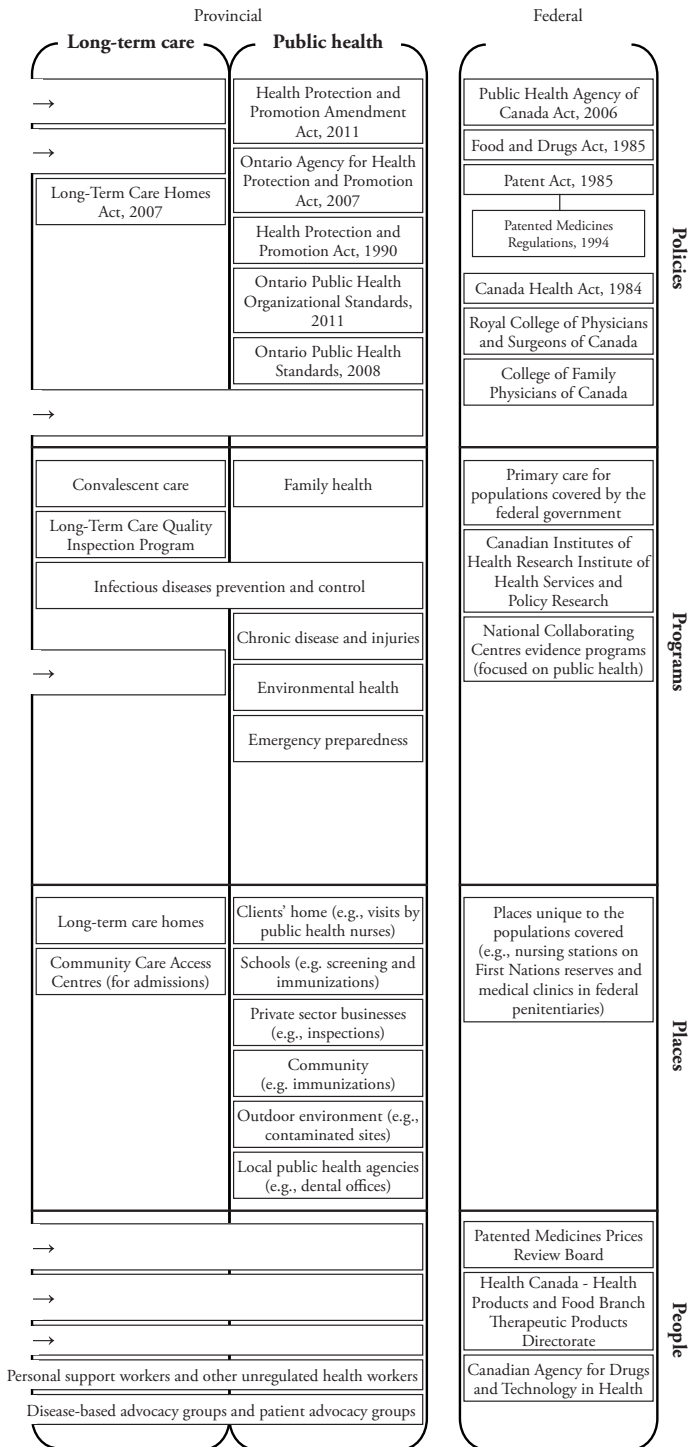 Provincial
Federal
Long-term care
Public health
→
→
Long-Term Care Homes
Act, 2007
Health Protection and
Promotion Amendment
Act, 2011
Ontario Agency for Health
Protection and Promotion
Act, 2007
Health Protection and
Promotion Act, 1990
Ontario Public Health
Organizational Standards,
2011
Ontario Public Health
Standards, 2008
→
Public Health Agency of
Canada Act, 2006
Food and Drugs Act, 1985
Patent Act, 1985
Patented Medicines
Regulations, 1994
Canada Health Act, 1984
Royal College of Physicians
and Surgeons of Canada
College of Family
Physicians of Canada
Policies
Convalescent care
Long-Term Care Quality
Inspection Program
Family health
Infectious diseases prevention and control
→
Chronic disease and injuries
Environmental health
Emergency preparedness
Primary care for
populations covered by the
federal government
Canadian Institutes of
Health Research Institute of
Health Services and
Policy Research
National Collaborating
Centres evidence programs
(focused on public health)
Programs
Long-term care homes
Community Care Access
Centres (for admissions)
Clients’ home (e.g., visits by
public health nurses)
Schools (e.g. screening and
immunizations)
Private sector businesses
(e.g., inspections)
Community
(e.g. immunizations)
Outdoor environment (e.g.,
contaminated sites)
Local public health agencies
(e.g., dental offices)
Places unique to the
populations covered
(e.g., nursing stations on
First Nations reserves and
medical clinics in federal
penitentiaries)
Places
→
→
→
Personal support workers and other unregulated health workers
Disease-based advocacy groups and patient advocacy groups
Patented Medicines Prices
Review Board
Health Canada - Health
Products and Food Branch
Therapeutic Products
Directorate
Canadian Agency for Drugs
and Technology in Health
People